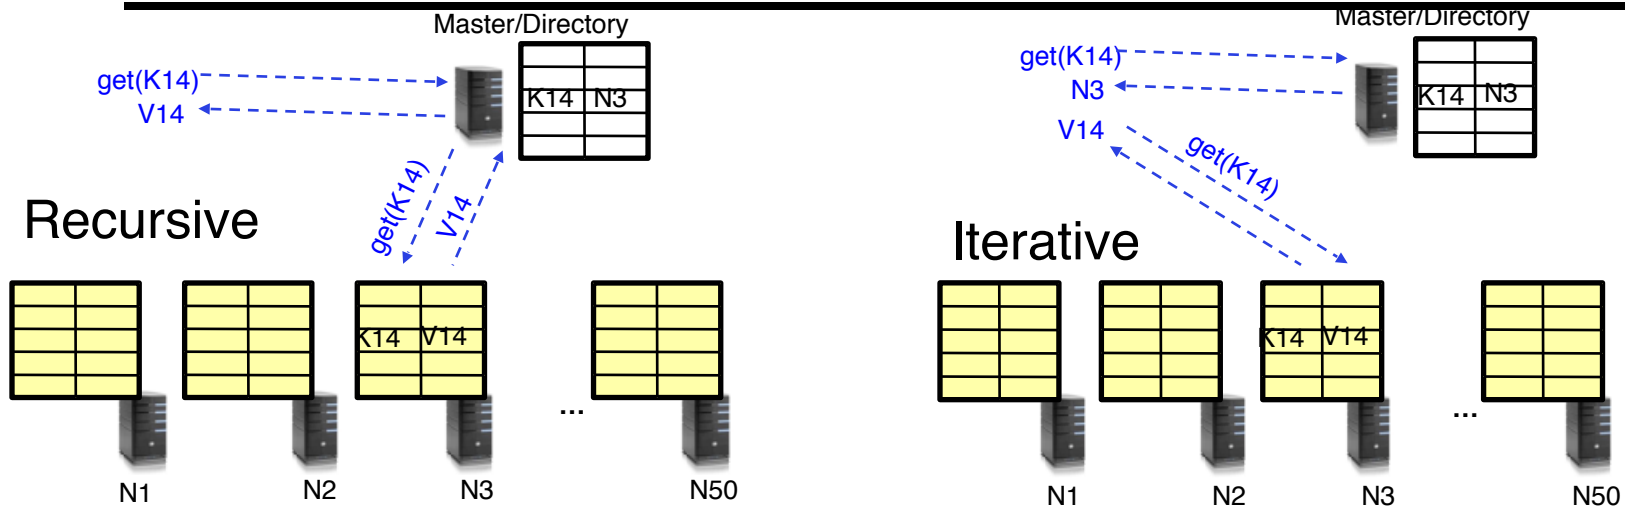 Master/Directory
get(K14)
V14
K14 N3
get(K14)
V14
Recursive
K14 V14
...
N1 N2 N3 N50
Master/Directory
get(K14)
N3
V14
K14 N3
get(K14)
Iterative
K14 V14
...
N1 N2 N3 N50